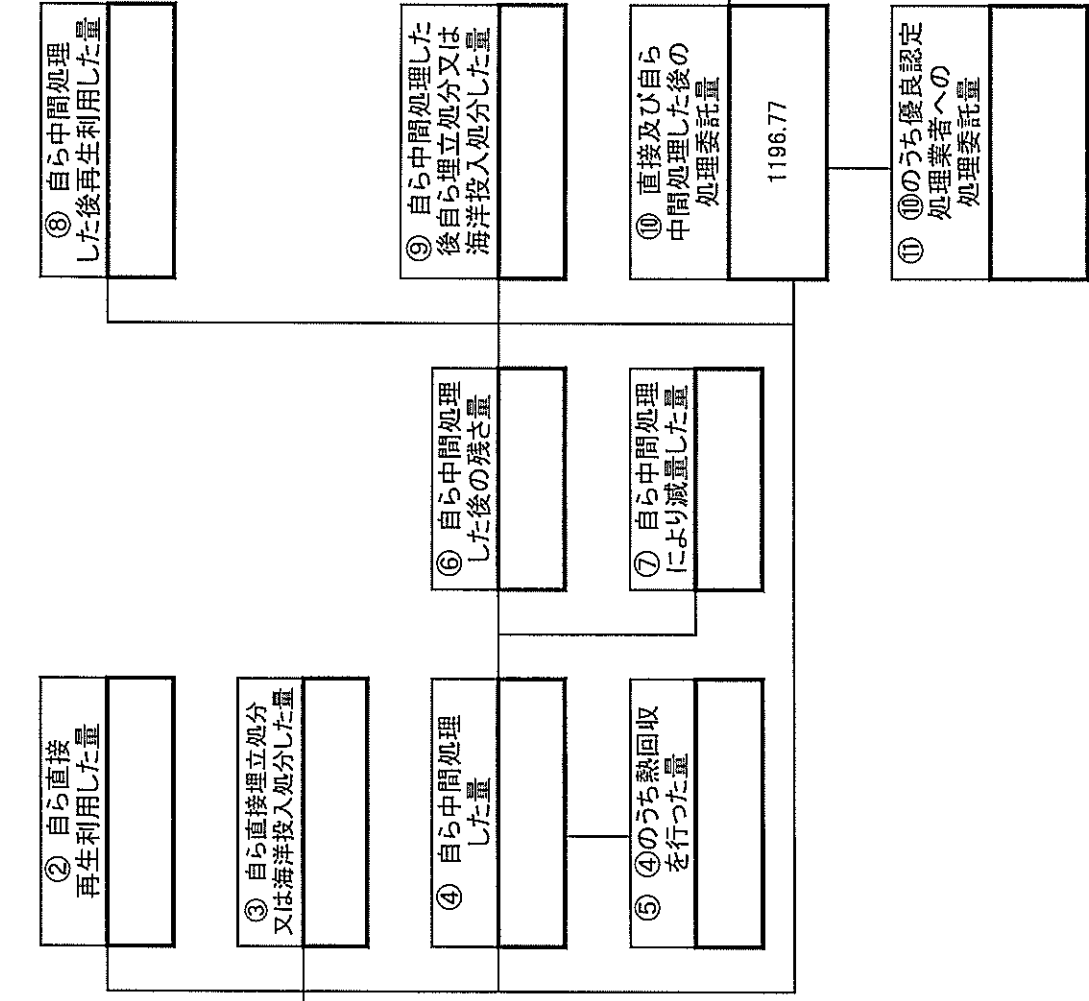 ② 自ら直接
再生利用した量
③ 自ら直接埋立処分
又は海洋投入処分した量
④ 自ら中間処理
した量
⑤ ④のうち熱回収
を行った量
⑥ 自ら中間処理
した後の残さ量
⑦ 自ら中間処理
により減量した量
⑧ 自ら中間処理
した後再生利用した量
⑨ 自ら中間処理した
後自ら埋立処分又は
海洋投入処分した量
⑩ 直接及び自ら
中間処理した後の
処理委託量
1196.77
⑪ ⑩のうち優良認定
処理業者への
処理委託量